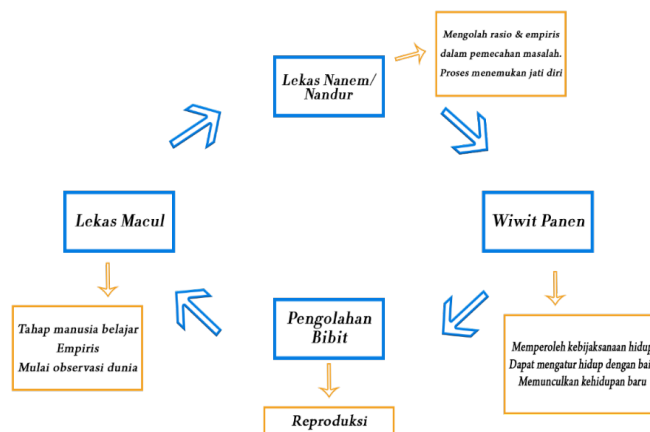 Mengolah rasio & empiris
dalam pemecahan masalah.
Proses menemukan jati diri
Lekas Nanem/
Nandur
Lekas Macul
Wiwit Panen
Tahap manusia belajar
Empiris
Mulai observasi dunia
Pengolahan
Bibit
Memperoleh kebijaksanaan hidup
Dapat mengatur hidup dengan baik
Memunculkan kehidupan baru
Reproduksi